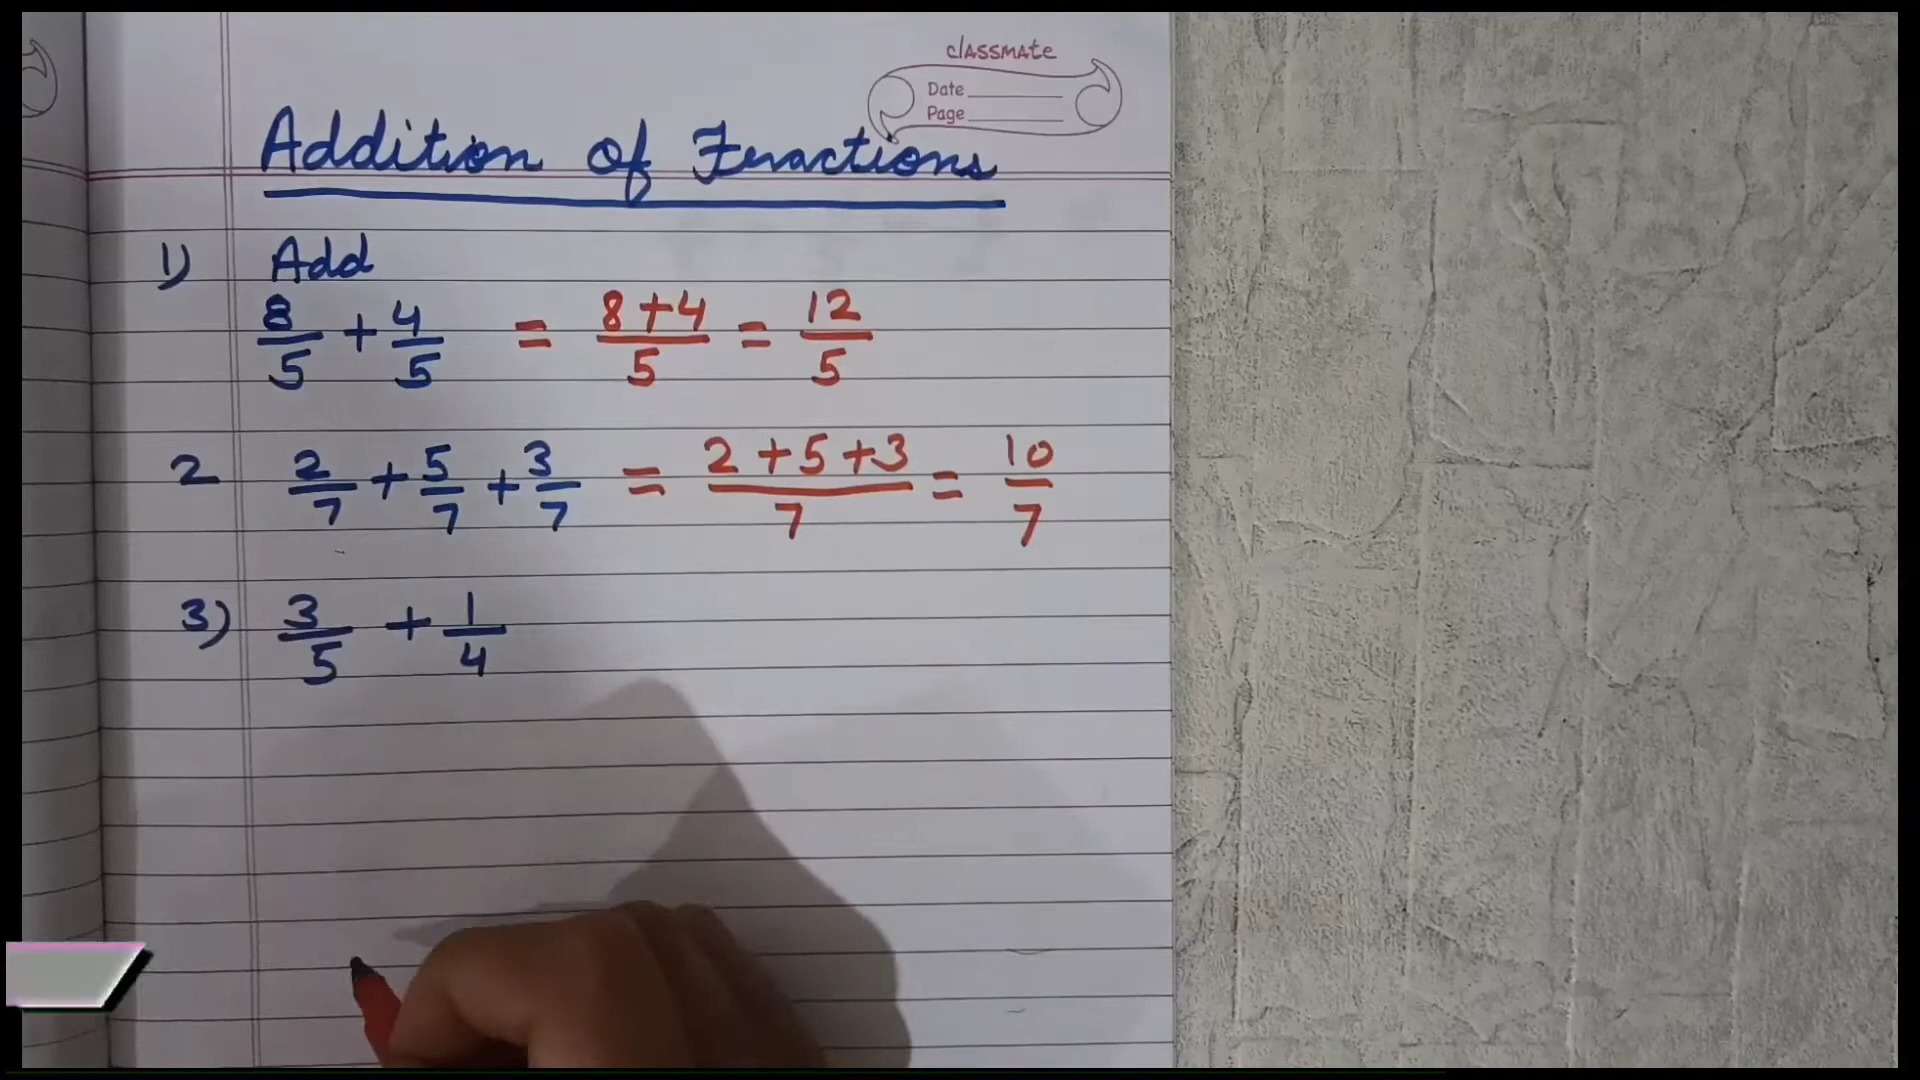 classmate
Date
Page
Addition of Fractions
1) Add
8/5 + 4/5 = 8+4/5 = 12/5
2 2/7 + 5/7 + 3/7 = 2+5+3/7 = 10/7
3) 3/5 + 1/4